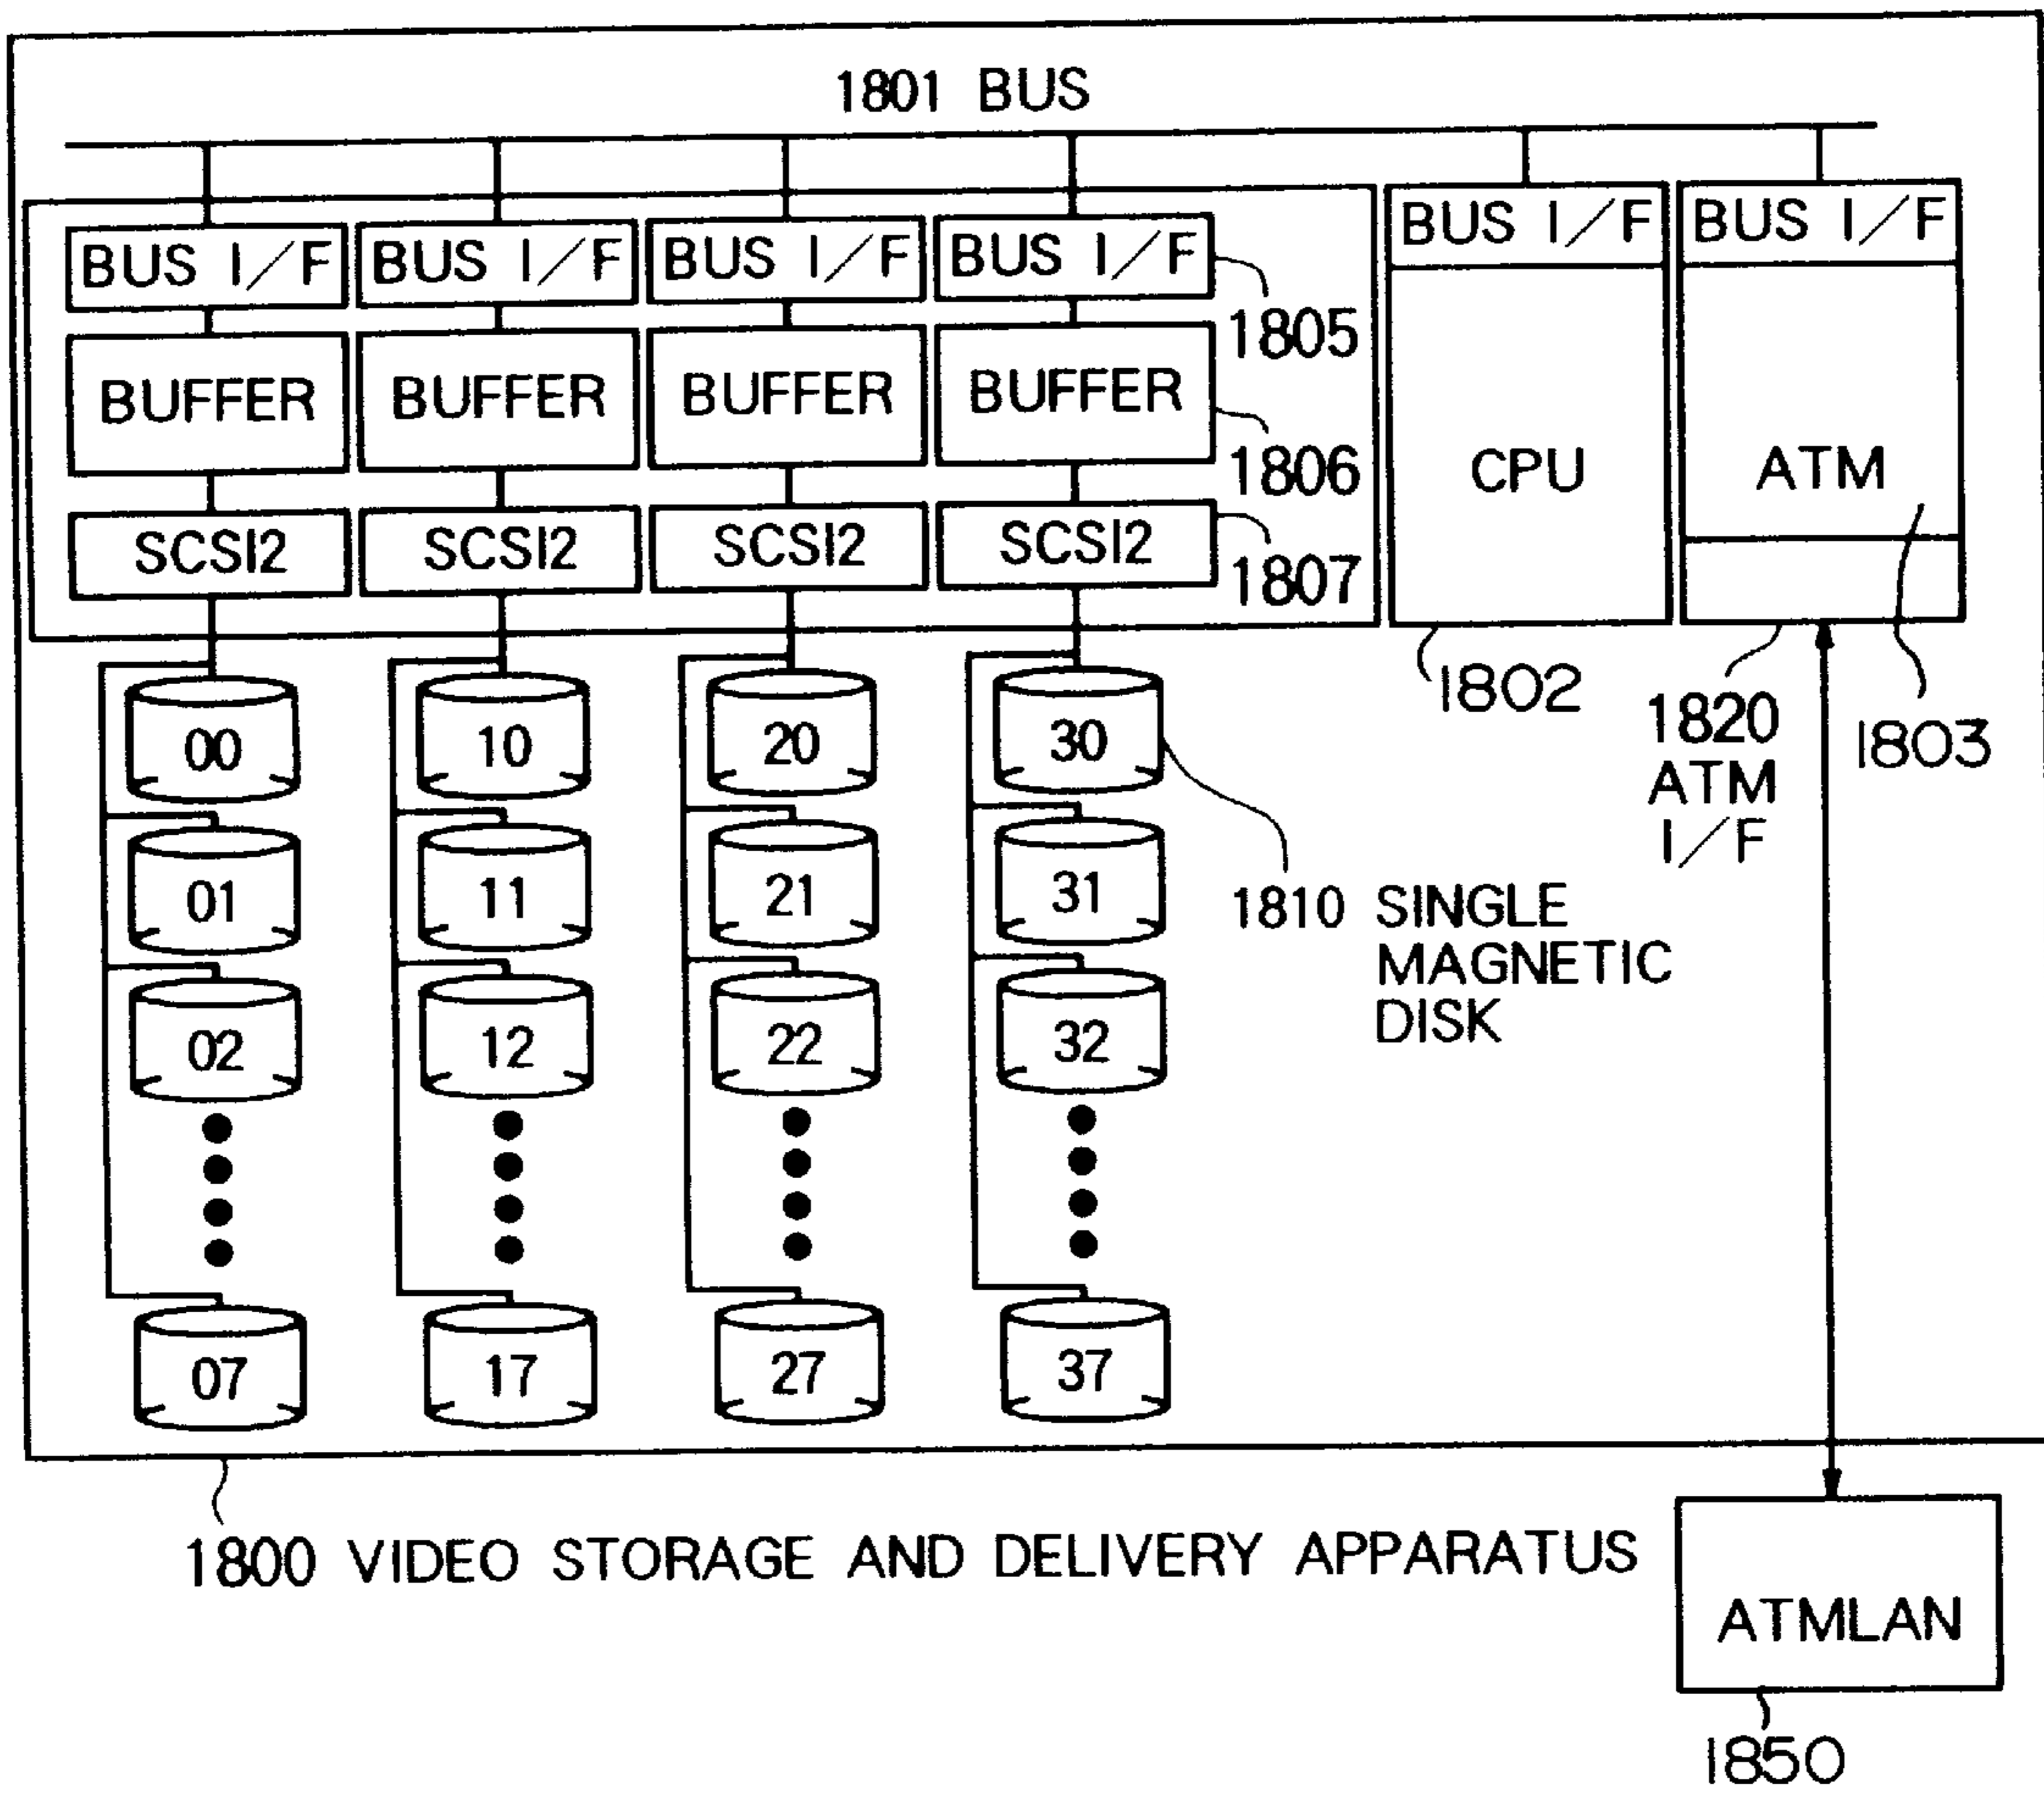 1801 BUS
BUS I/F BUS I/F BUS I/F BUS I/F BUS I/F BUS I/F
1805
BUFFER BUFFER BUFFER BUFFER
1806
CPU ATM
SCSI2 SCSI2 SCSI2 SCSI2
1807
1802
1820
ATM
I/F
1803
00 10 20 30
01 11 21 31
1810 SINGLE
MAGNETIC
DISK
02 12 22 32
07 17 27 37
1800 VIDEO STORAGE AND DELIVERY APPARATUS
ATMLAN
1850